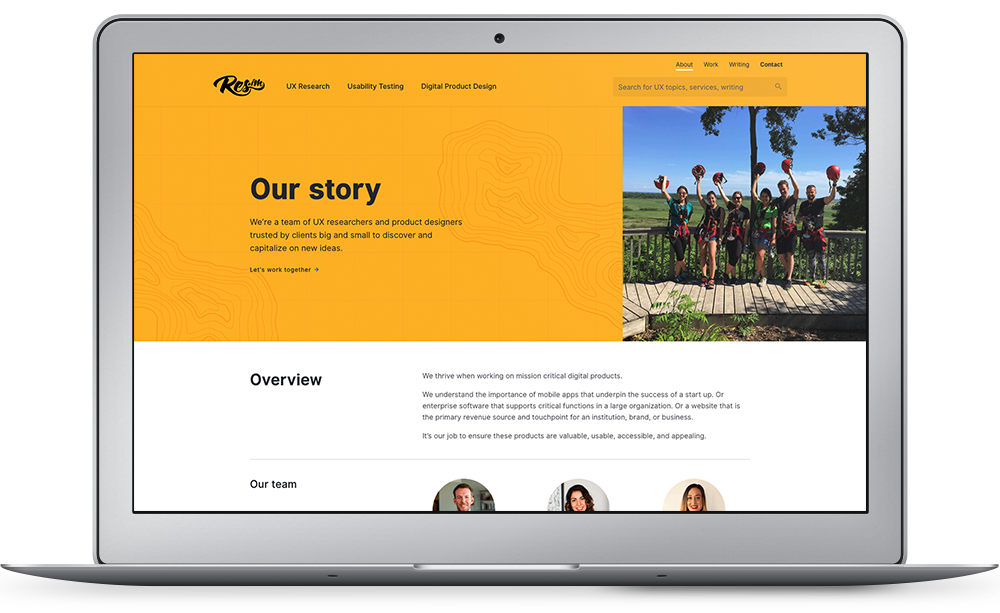 About Work Writing Contact
Resim
UX Research Usability Testing Digital Product Design
Search for UX topics, services, writing
Our story
We're a team of UX researchers and product designers
trusted by clients big and small to discover and
capitalize on new ideas.
Let's work together →
Overview
We thrive when working on mission critical digital products.
We understand the importance of mobile apps that underpin the success of a start up. Or
enterprise software that supports critical functions in a large organization. Or a website that is
the primary revenue source and touchpoint for an institution, brand, or business.
It's our job to ensure these products are valuable, usable, accessible, and appealing.
Our team